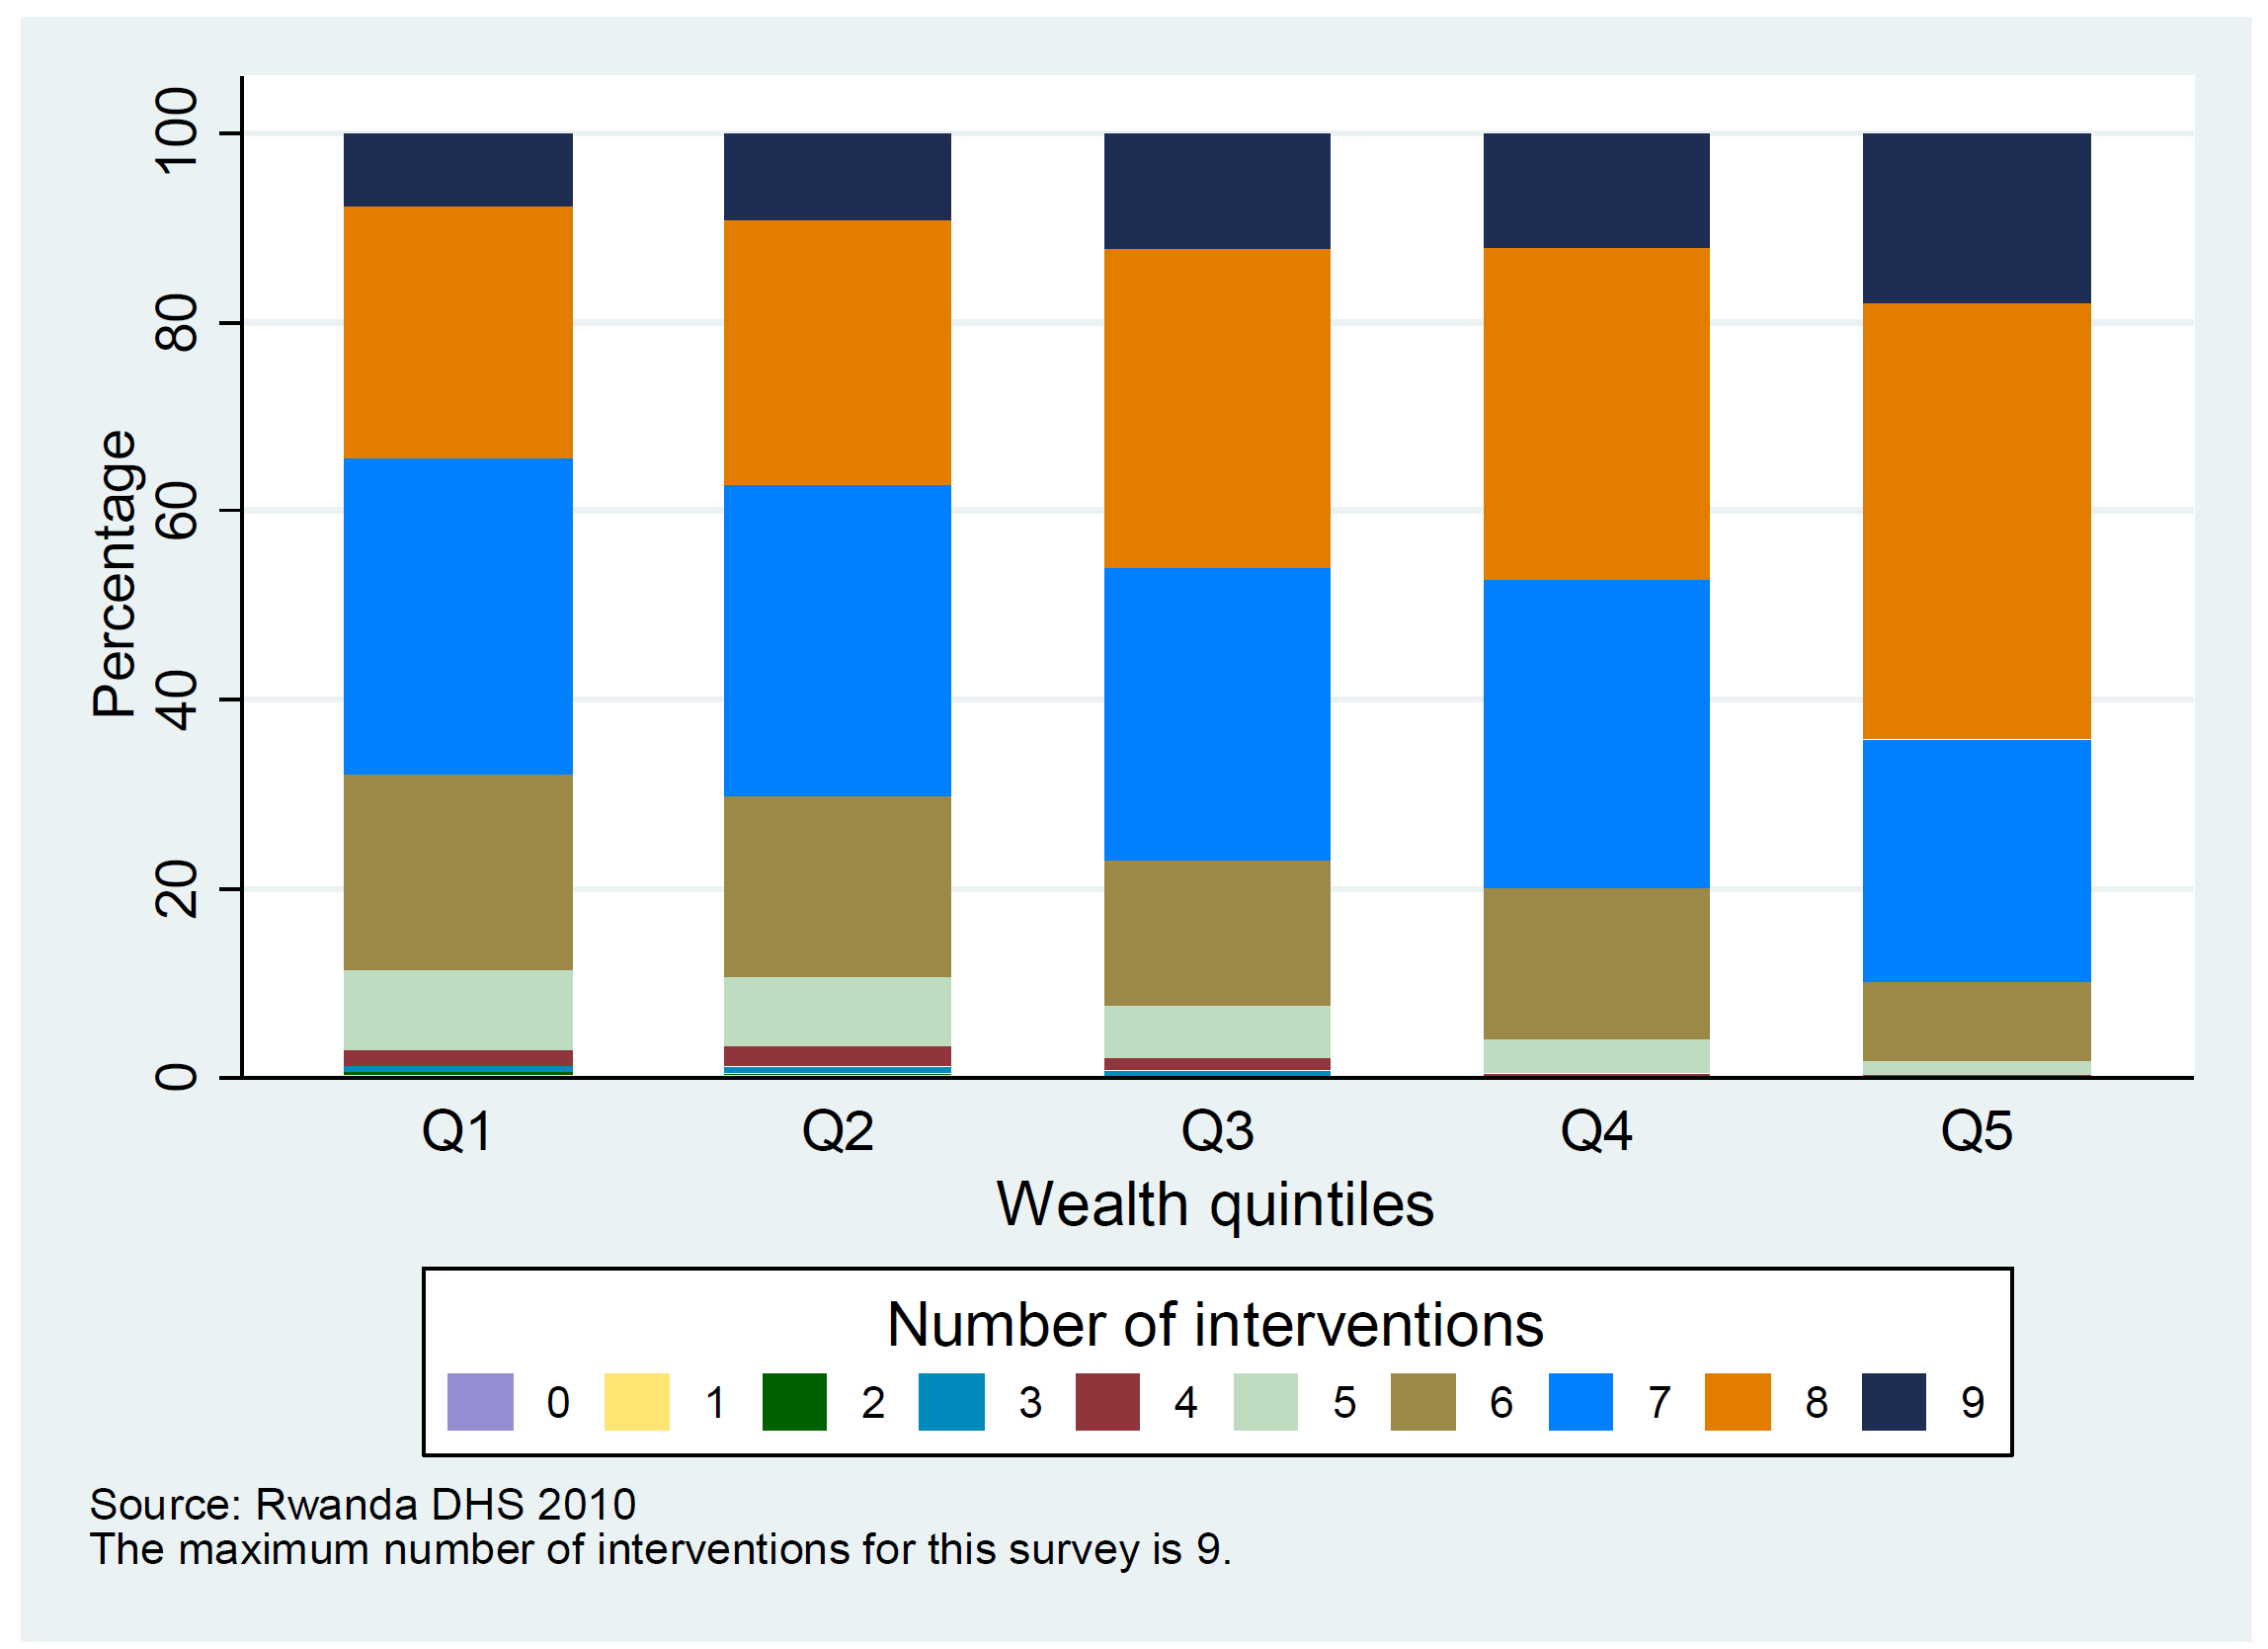 Percentage
100
80
60
40
20
0
Q1 Q2 Q3 Q4 Q5
Wealth quintiles
Number of interventions
0 1 2 3 4 5 6 7 8 9
Source: Rwanda DHS 2010
The maximum number of interventions for this survey is 9.